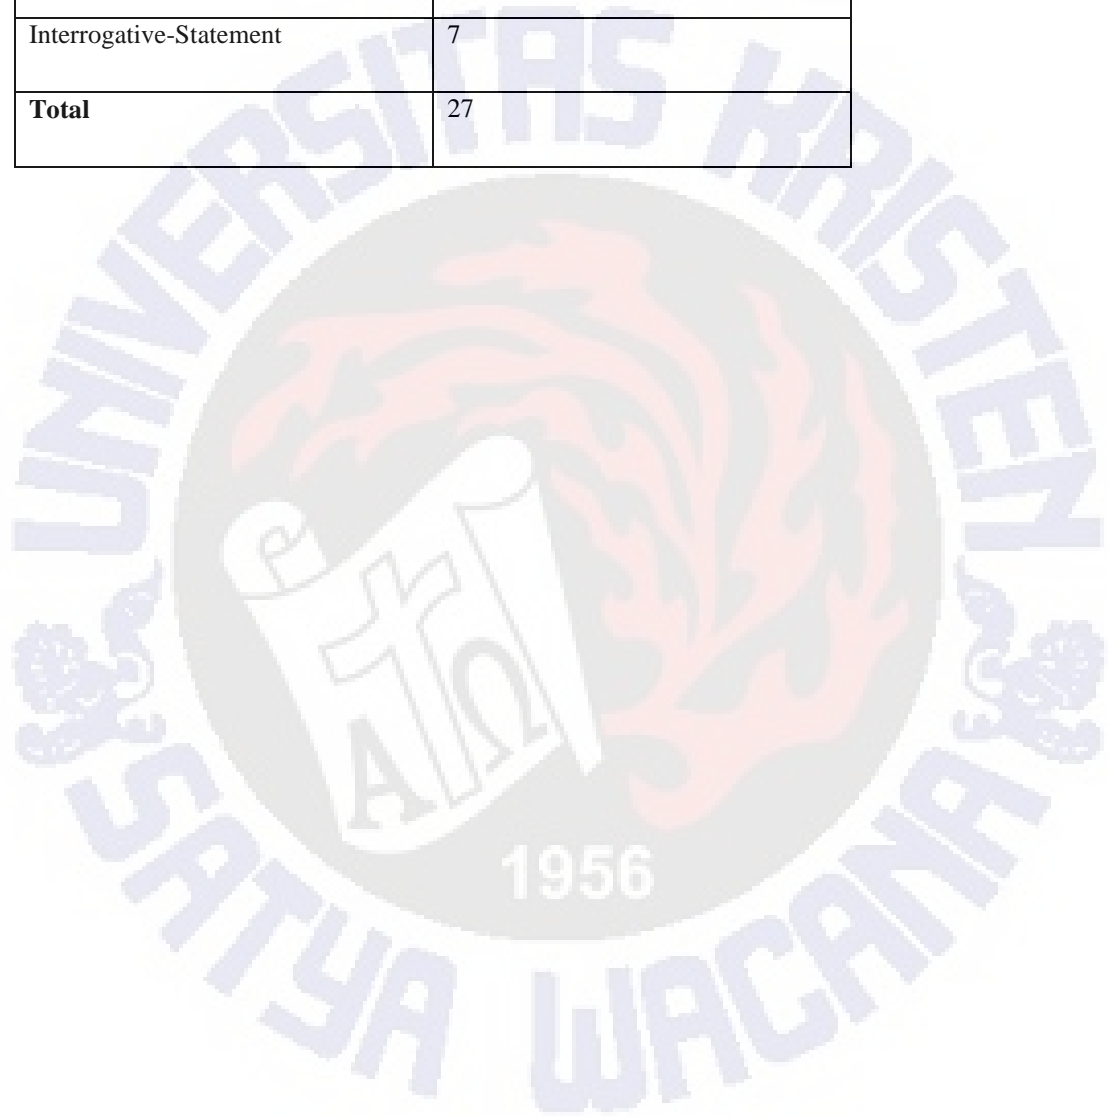 Interrogative-Statement 7
Total 27
UNIVERSITAS KRISTEN
Α Ω
1956
SATYA WACANA